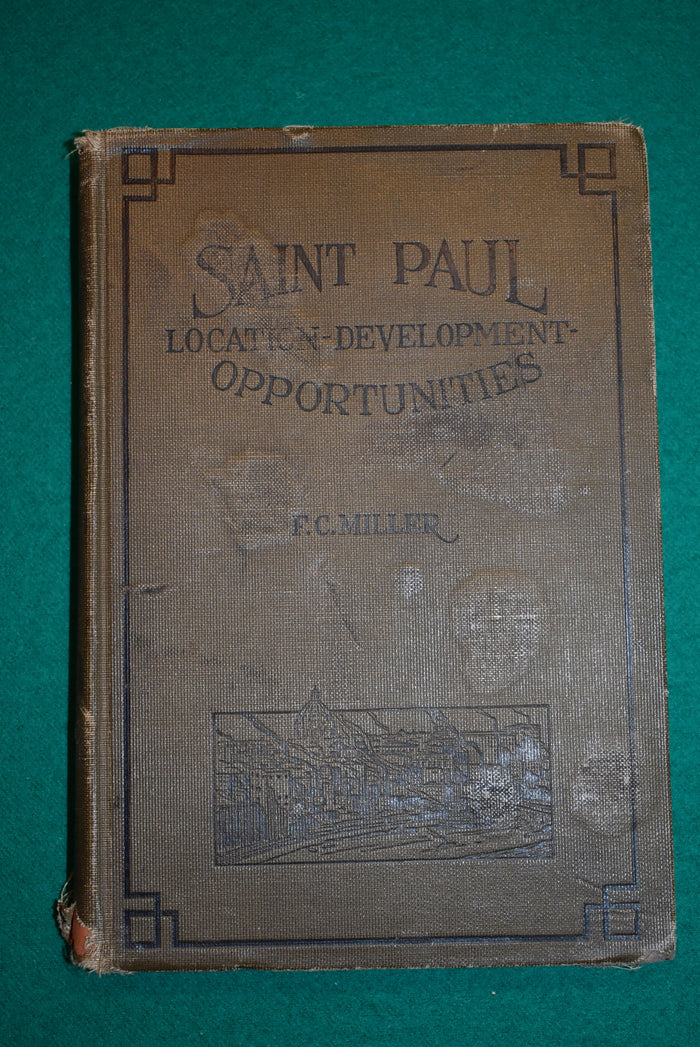 SAINT PAUL
LOCATION-DEVELOPMENT-
OPPORTUNITIES
F.C. MILLER